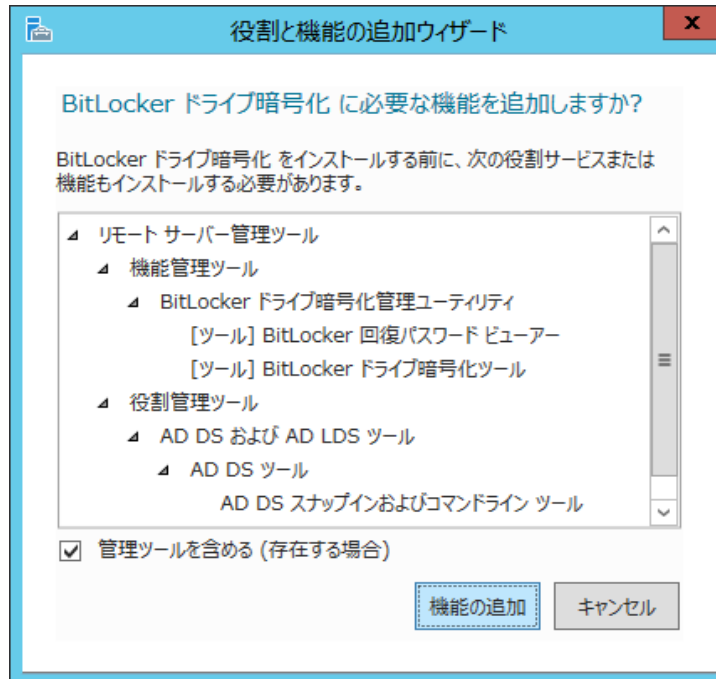 役割と機能の追加ウィザード
x
BitLocker ドライブ暗号化 に必要な機能を追加しますか?
BitLocker ドライブ暗号化 をインストールする前に、次の役割サービスまたは
機能もインストールする必要があります。
リモート サーバー管理ツール
機能管理ツール
BitLocker ドライブ暗号化管理ユーティリティ
[ツール] BitLocker 回復パスワード ビューアー
[ツール] BitLocker ドライブ暗号化ツール
役割管理ツール
AD DS および AD LDS ツール
AD DS ツール
AD DS スナップインおよびコマンドライン ツール
管理ツールを含める (存在する場合)
機能の追加
キャンセル